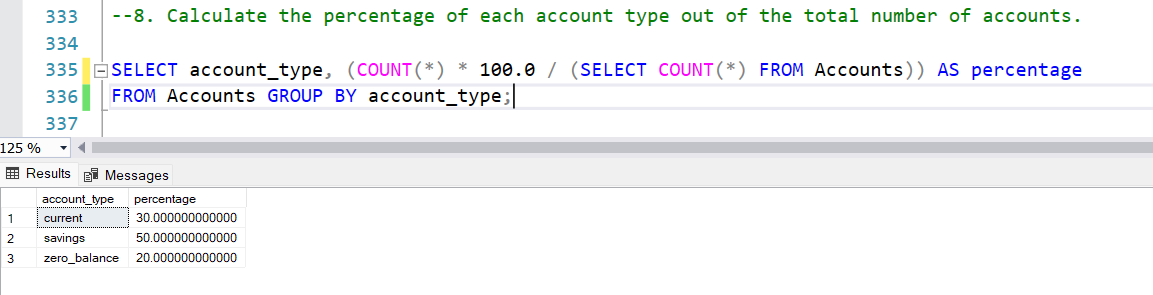 333 --8. Calculate the percentage of each account type out of the total number of accounts.
334
335 SELECT account_type, (COUNT(*) * 100.0 / (SELECT COUNT(*) FROM Accounts)) AS percentage
336 FROM Accounts GROUP BY account_type;
337
125 %
Results Messages
account_type percentage
1 current 30.000000000000
2 savings 50.000000000000
3 zero_balance 20.000000000000